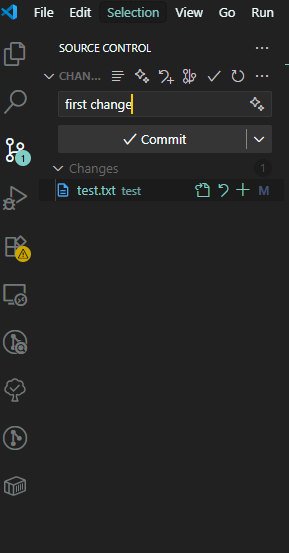 File Edit Selection View Go Run
SOURCE CONTROL
CHAN...
first change
Commit
1
Changes 1
test.txt test M